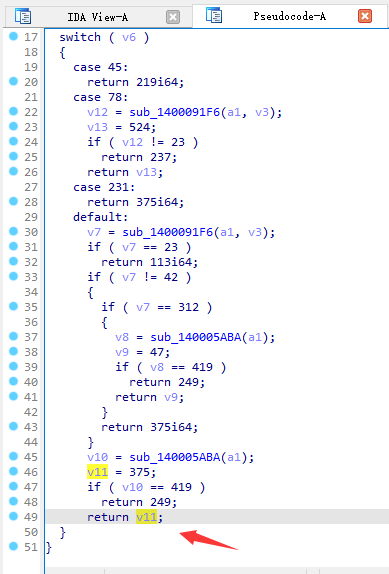 IDA View-A
Pseudocode-A
17 switch ( v6 )
18 {
19 case 45:
20 return 219i64;
21 case 78:
22 v12 = sub_1400091F6(a1, v3);
23 v13 = 524;
24 if ( v12 != 23 )
25 return 237;
26 return v13;
27 case 231:
28 return 375i64;
29 default:
30 v7 = sub_1400091F6(a1, v3);
31 if ( v7 == 23 )
32 return 113i64;
33 if ( v7 != 42 )
34 {
35 if ( v7 == 312 )
36 {
37 v8 = sub_140005ABA(a1);
38 v9 = 47;
39 if ( v8 == 419 )
40 return 249;
41 return v9;
42 }
43 return 375i64;
44 }
45 v10 = sub_140005ABA(a1);
46 v11 = 375;
47 if ( v10 == 419 )
48 return 249;
49 return v11;
50 }
51 }